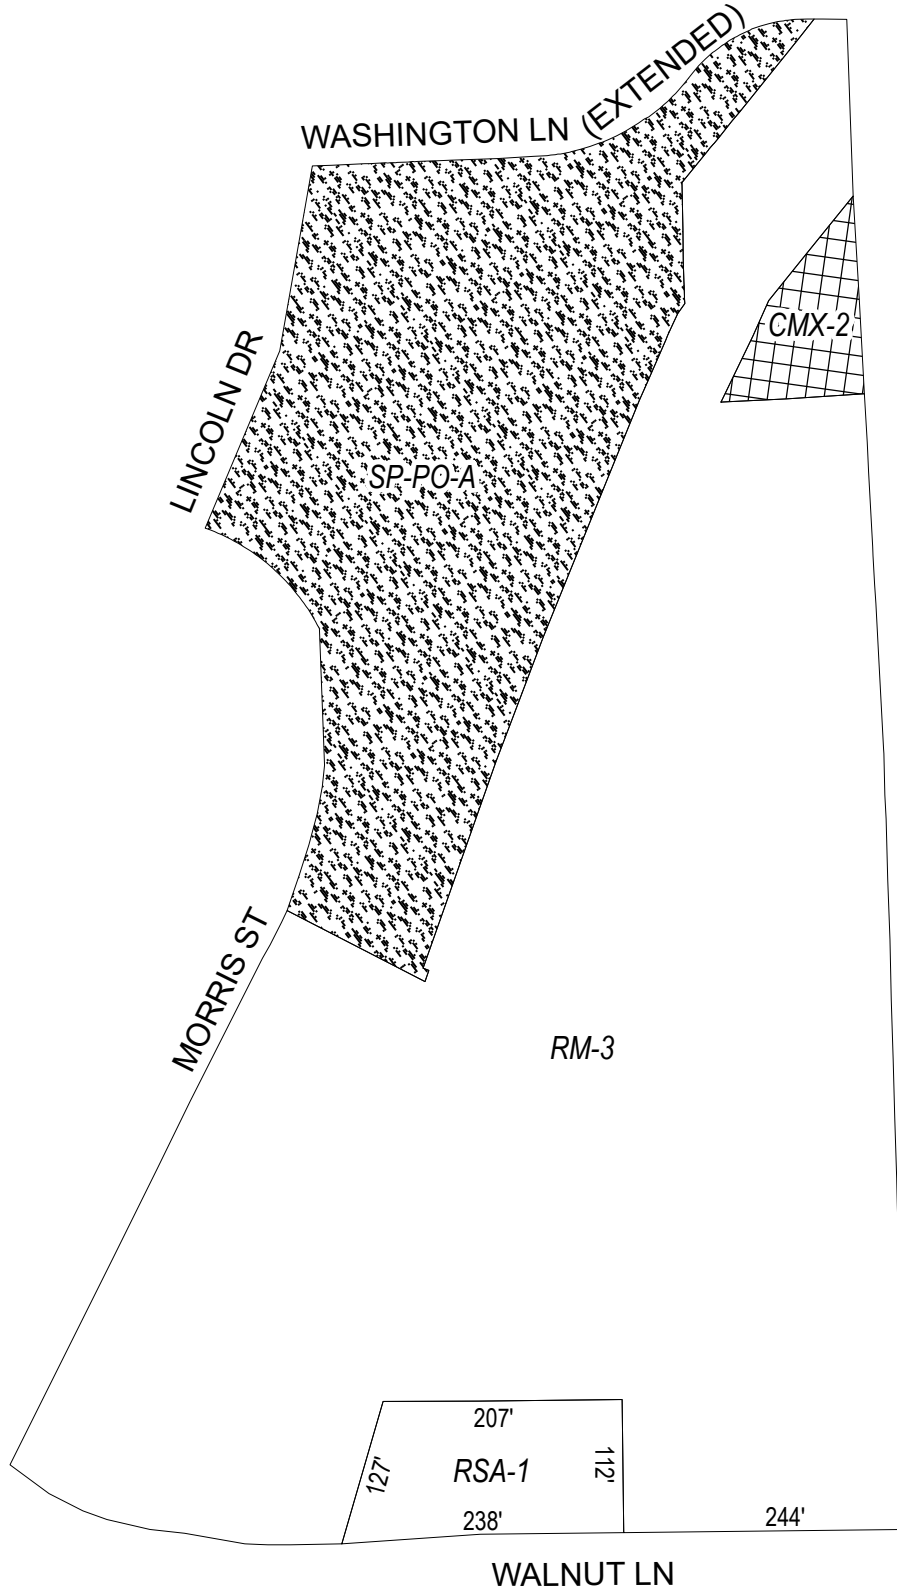 WASHINGTON LN (EXTENDED)
CMX-2
LINCOLN DR
SP-PO-A
MORRIS ST
RM-3
207'
127'
RSA-1
112'
238'
244'
WALNUT LN